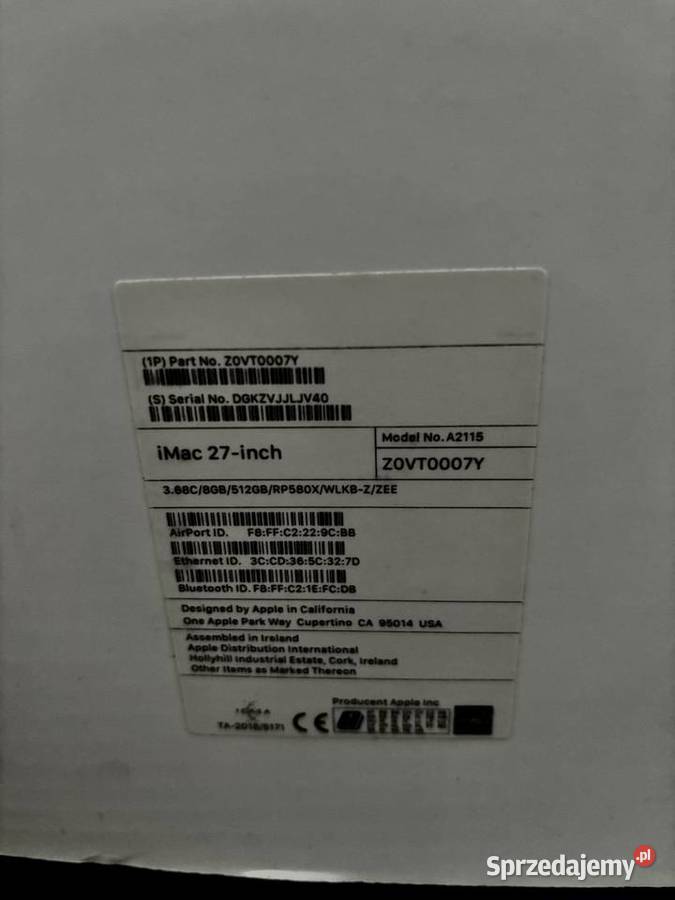 (1P) Part No. Z0VT0007Y
(S) Serial No. DGKZVJJLJV40
iMac 27-inch
Model No. A2115
Z0VT0007Y
3.68C/8GB/512GB/RP580X/WLKB-Z/ZEE
AirPort ID. F8:FF:C2:22:9C:BB
Ethernet ID. 3C:CD:36:5C:32:7D
Bluetooth ID. F8:FF:C2:1E:FC:DB
Designed by Apple in California
One Apple Park Way Cupertino CA 95014 USA
Assembled in Ireland
Apple Distribution International
Hollyhill Industrial Estate, Cork, Ireland
Other Items as Marked Thereon
Producent Apple Inc
ICASA
CE
Sprzedajemy.pl